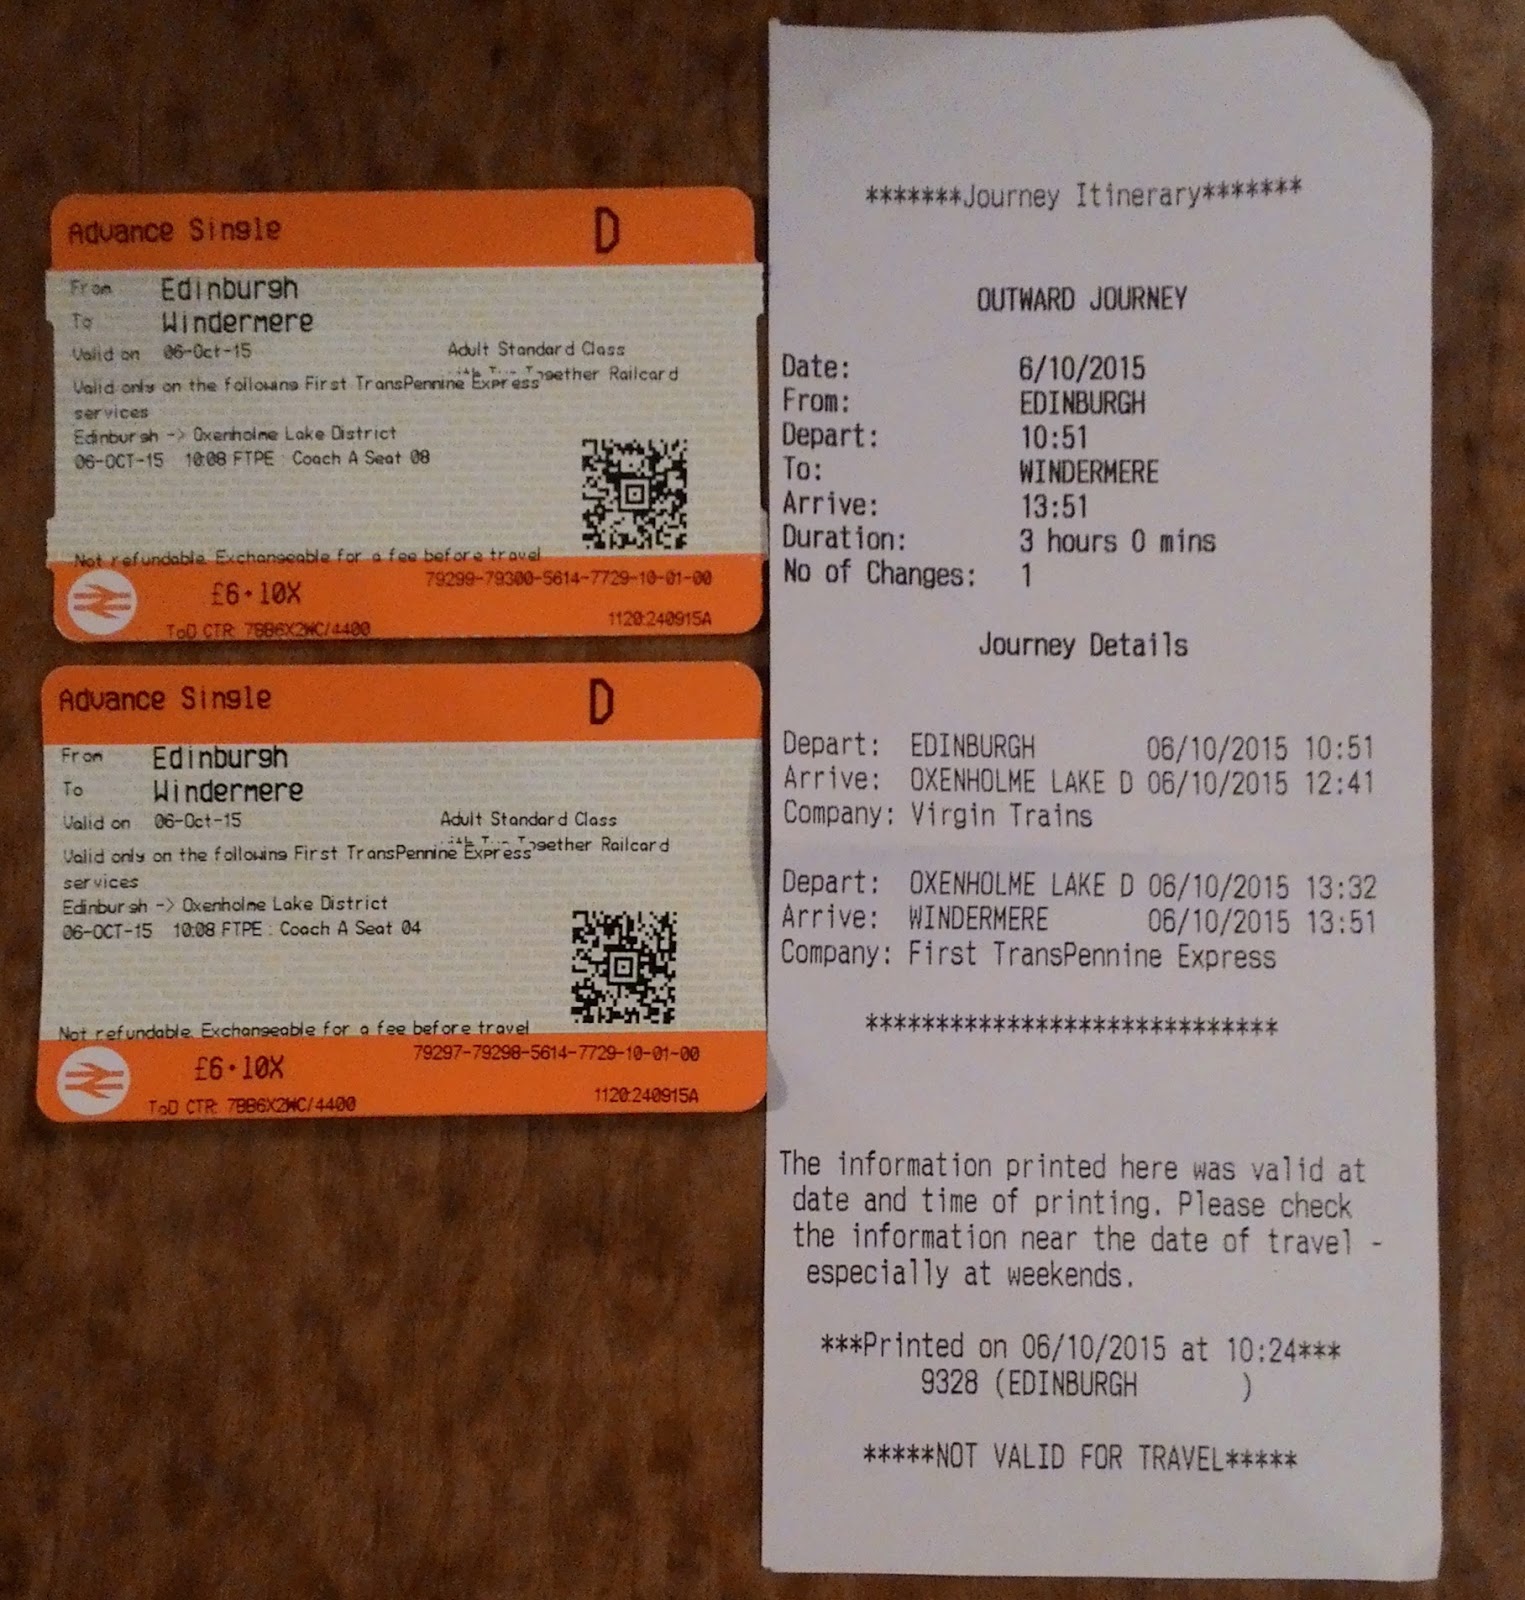 Advance Single D
From Edinburgh
To Windermere
Valid on 06-Oct-15 Adult Standard Class
Together Railcard
Valid only on the following First TransPennine Express
services
Edinburgh -> Oxenholme Lake District
06-OCT-15 10:08 FTPE : Coach A Seat 08
Not refundable. Exchangeable for a fee before travel
£6·10X 79299-79300-5614-7729-10-01-00
ToD CTR: 7BB6X2WC/4400 1120:240915A
Advance Single D
From Edinburgh
To Windermere
Valid on 06-Oct-15 Adult Standard Class
Together Railcard
Valid only on the following First TransPennine Express
services
Edinburgh -> Oxenholme Lake District
06-OCT-15 10:08 FTPE : Coach A Seat 04
Not refundable. Exchangeable for a fee before travel
£6·10X 79297-79298-5614-7729-10-01-00
ToD CTR: 7BB6X2WC/4400 1120:240915A
*******Journey Itinerary*******
OUTWARD JOURNEY
Date: 6/10/2015
From: EDINBURGH
Depart: 10:51
To: WINDERMERE
Arrive: 13:51
Duration: 3 hours 0 mins
No of Changes: 1
Journey Details
Depart: EDINBURGH 06/10/2015 10:51
Arrive: OXENHOLME LAKE D 06/10/2015 12:41
Company: Virgin Trains
Depart: OXENHOLME LAKE D 06/10/2015 13:32
Arrive: WINDERMERE 06/10/2015 13:51
Company: First TransPennine Express
*****************************
The information printed here was valid at
date and time of printing. Please check
the information near the date of travel -
especially at weekends.
***Printed on 06/10/2015 at 10:24***
9328 (EDINBURGH )
*****NOT VALID FOR TRAVEL*****